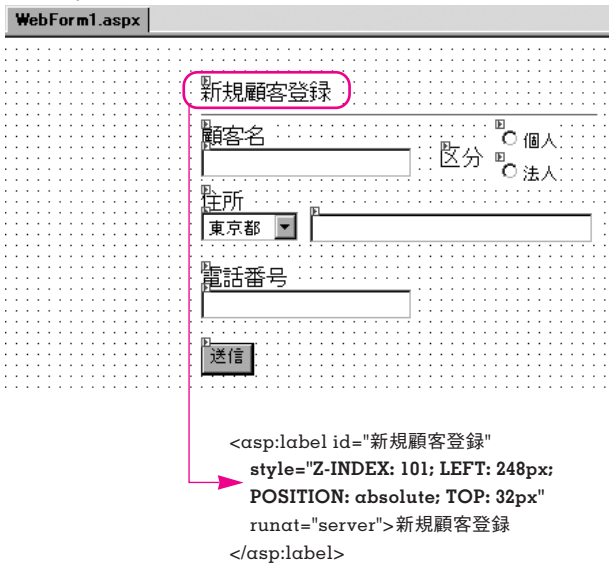 WebForm1.aspx
新規顧客登録
顧客名
区分
個人
法人
住所
東京都
電話番号
送信
<asp:label id="新規顧客登録"
style="Z-INDEX: 101; LEFT: 248px;
POSITION: absolute; TOP: 32px"
runat="server">新規顧客登録
</asp:label>